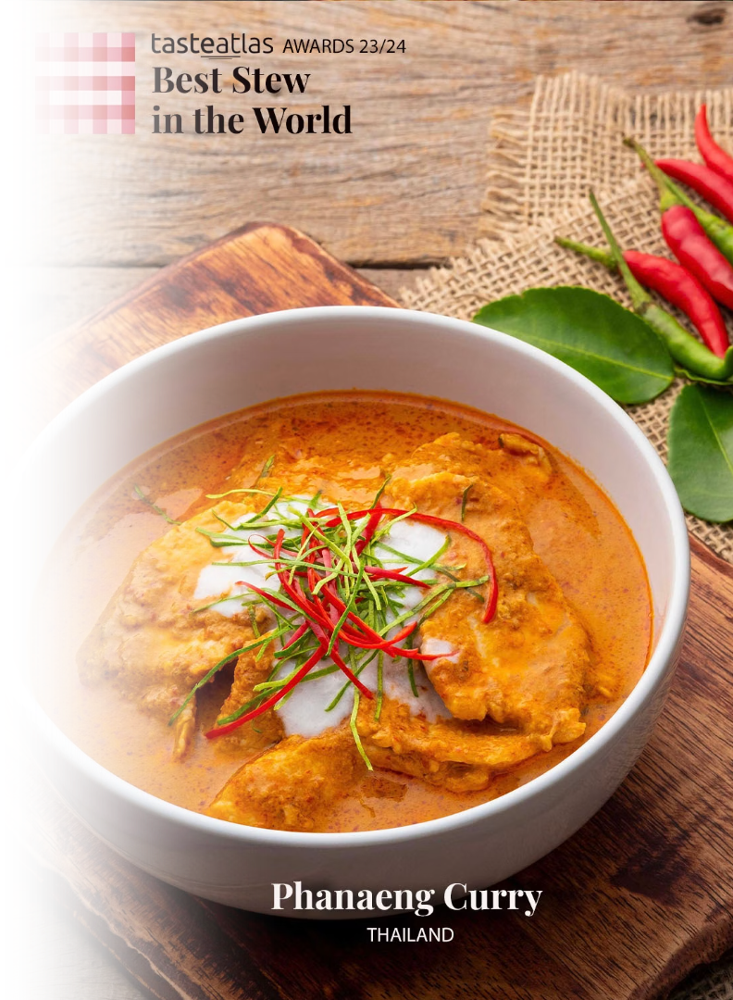 tasteatlas AWARDS 23/24
Best Stew
in the World
Phanaeng Curry
THAILAND